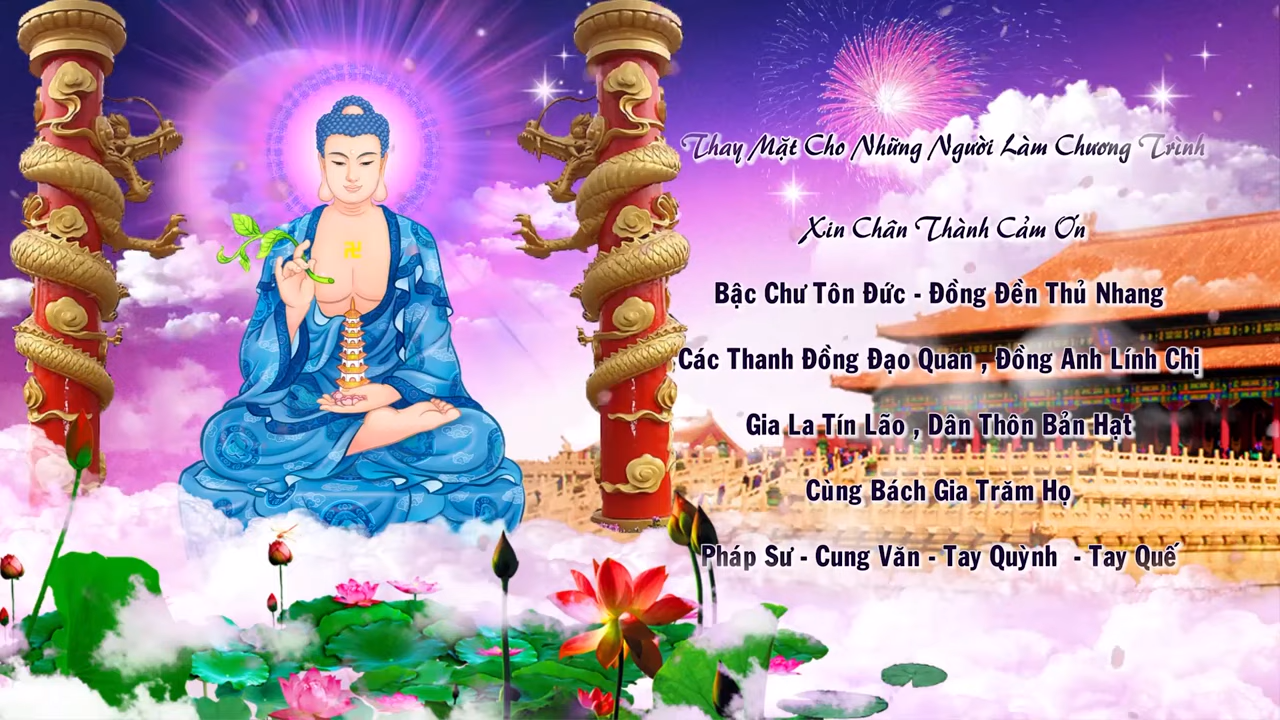 Thay Mặt Cho Những Người Làm Chương Trình
Xin Chân Thành Cảm Ơn
Bậc Chư Tôn Đức - Đồng Đền Thủ Nhang
Các Thanh Đồng Đạo Quan , Đồng Anh Lính Chị
Gia La Tín Lão , Dân Thôn Bản Hạt
Cùng Bách Gia Trăm Họ
Pháp Sư - Cung Văn - Tay Quỳnh - Tay Quế